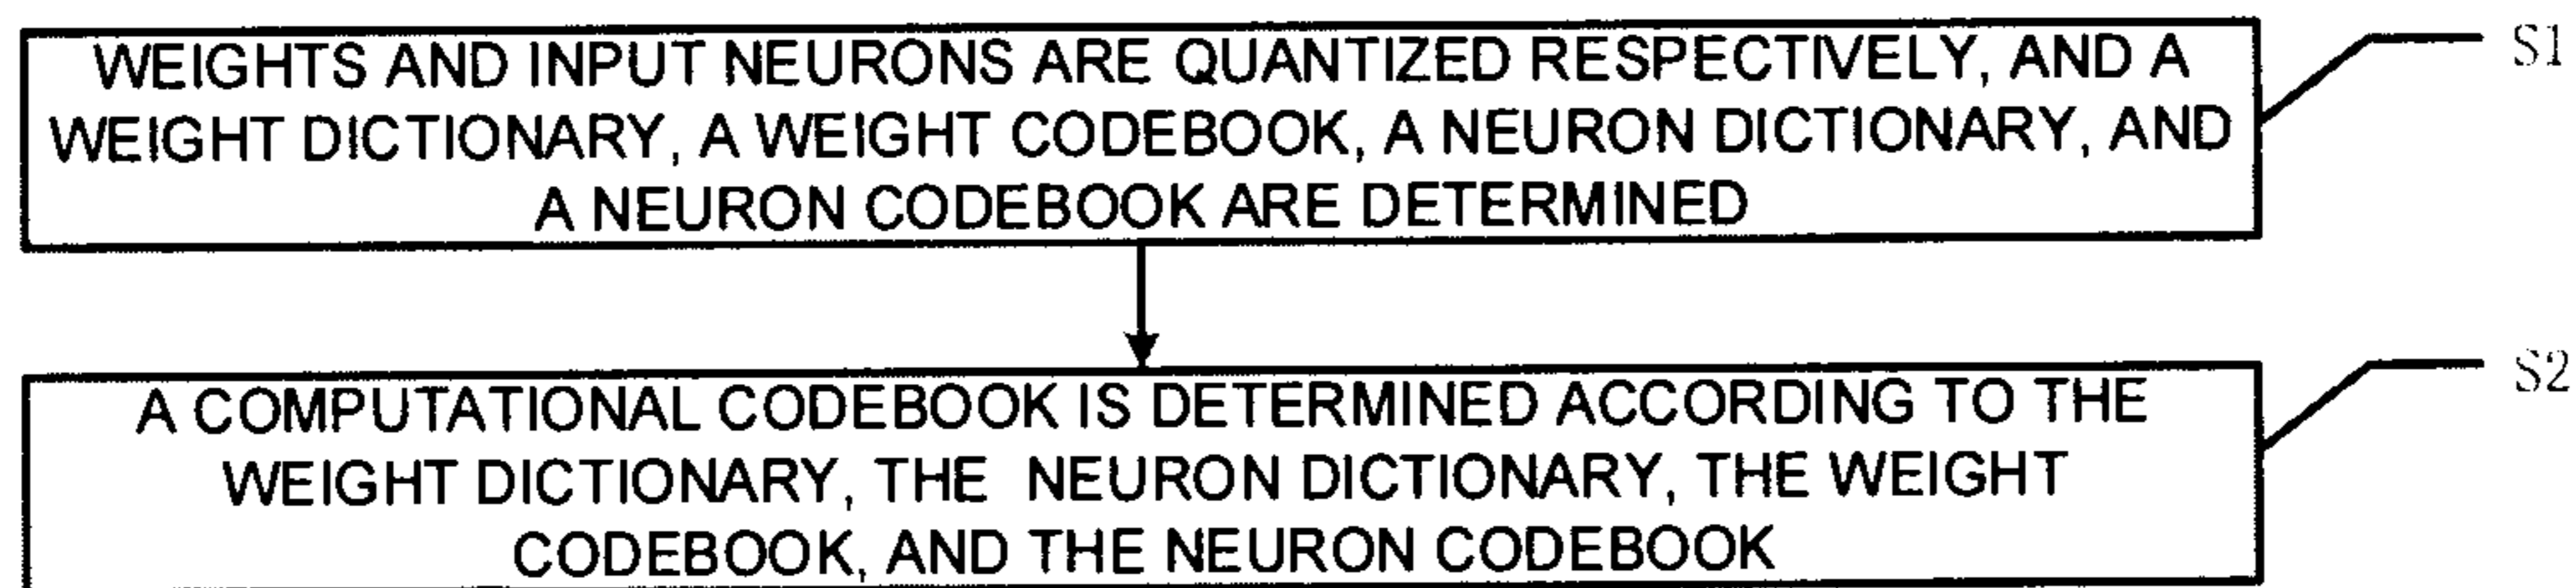 WEIGHTS AND INPUT NEURONS ARE QUANTIZED RESPECTIVELY, AND A
WEIGHT DICTIONARY, A WEIGHT CODEBOOK, A NEURON DICTIONARY, AND
A NEURON CODEBOOK ARE DETERMINED
S1
A COMPUTATIONAL CODEBOOK IS DETERMINED ACCORDING TO THE
WEIGHT DICTIONARY, THE NEURON DICTIONARY, THE WEIGHT
CODEBOOK, AND THE NEURON CODEBOOK
S2